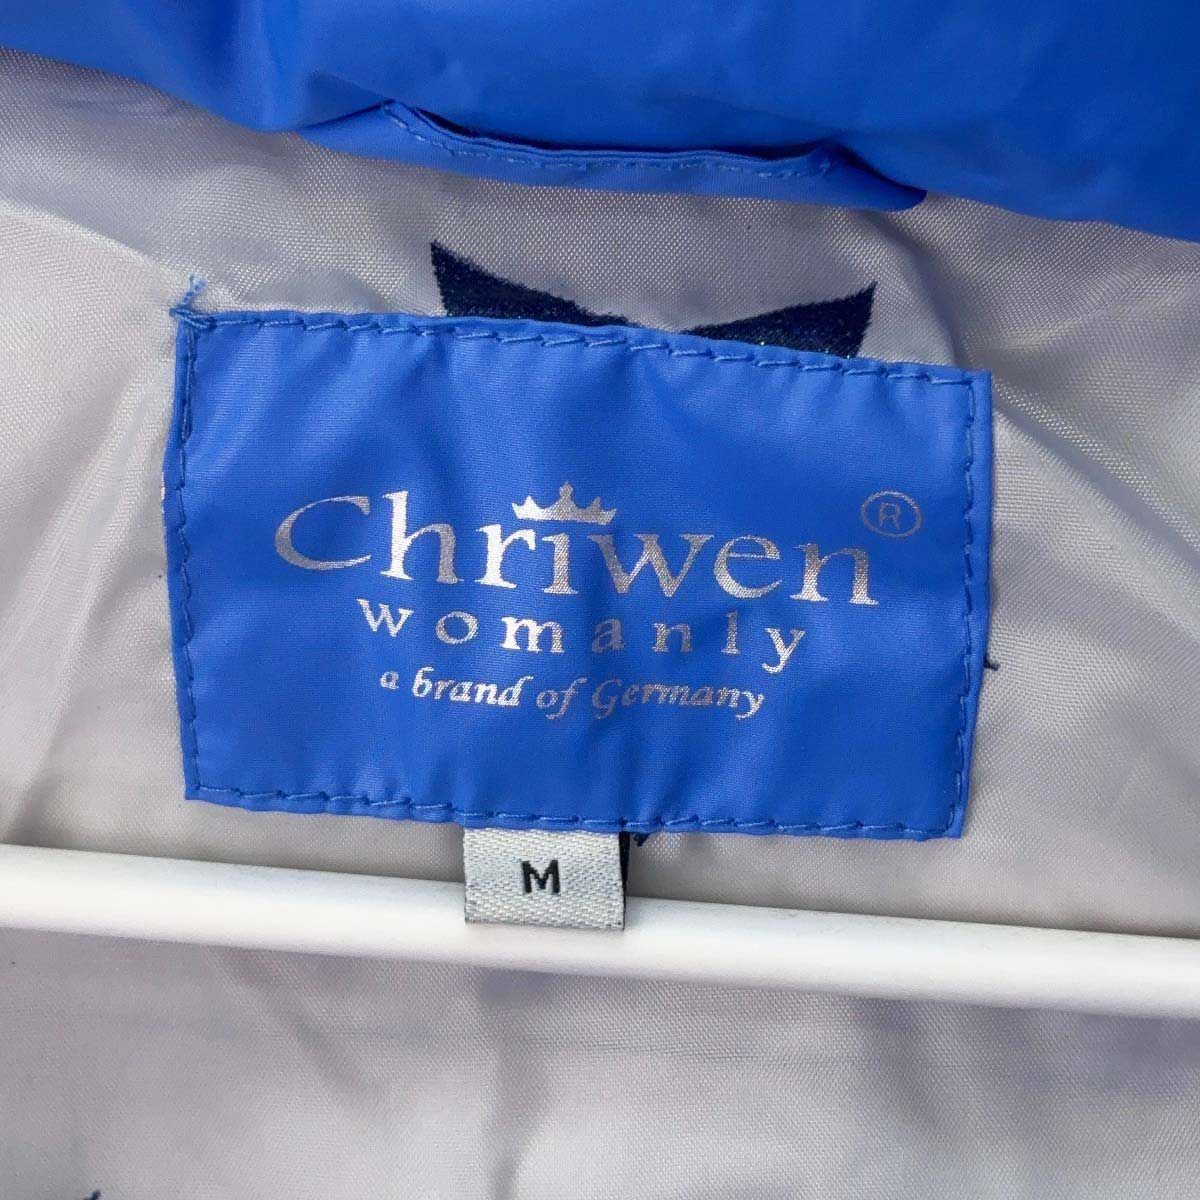 Chriwen ®
womanly
a brand of Germany
M